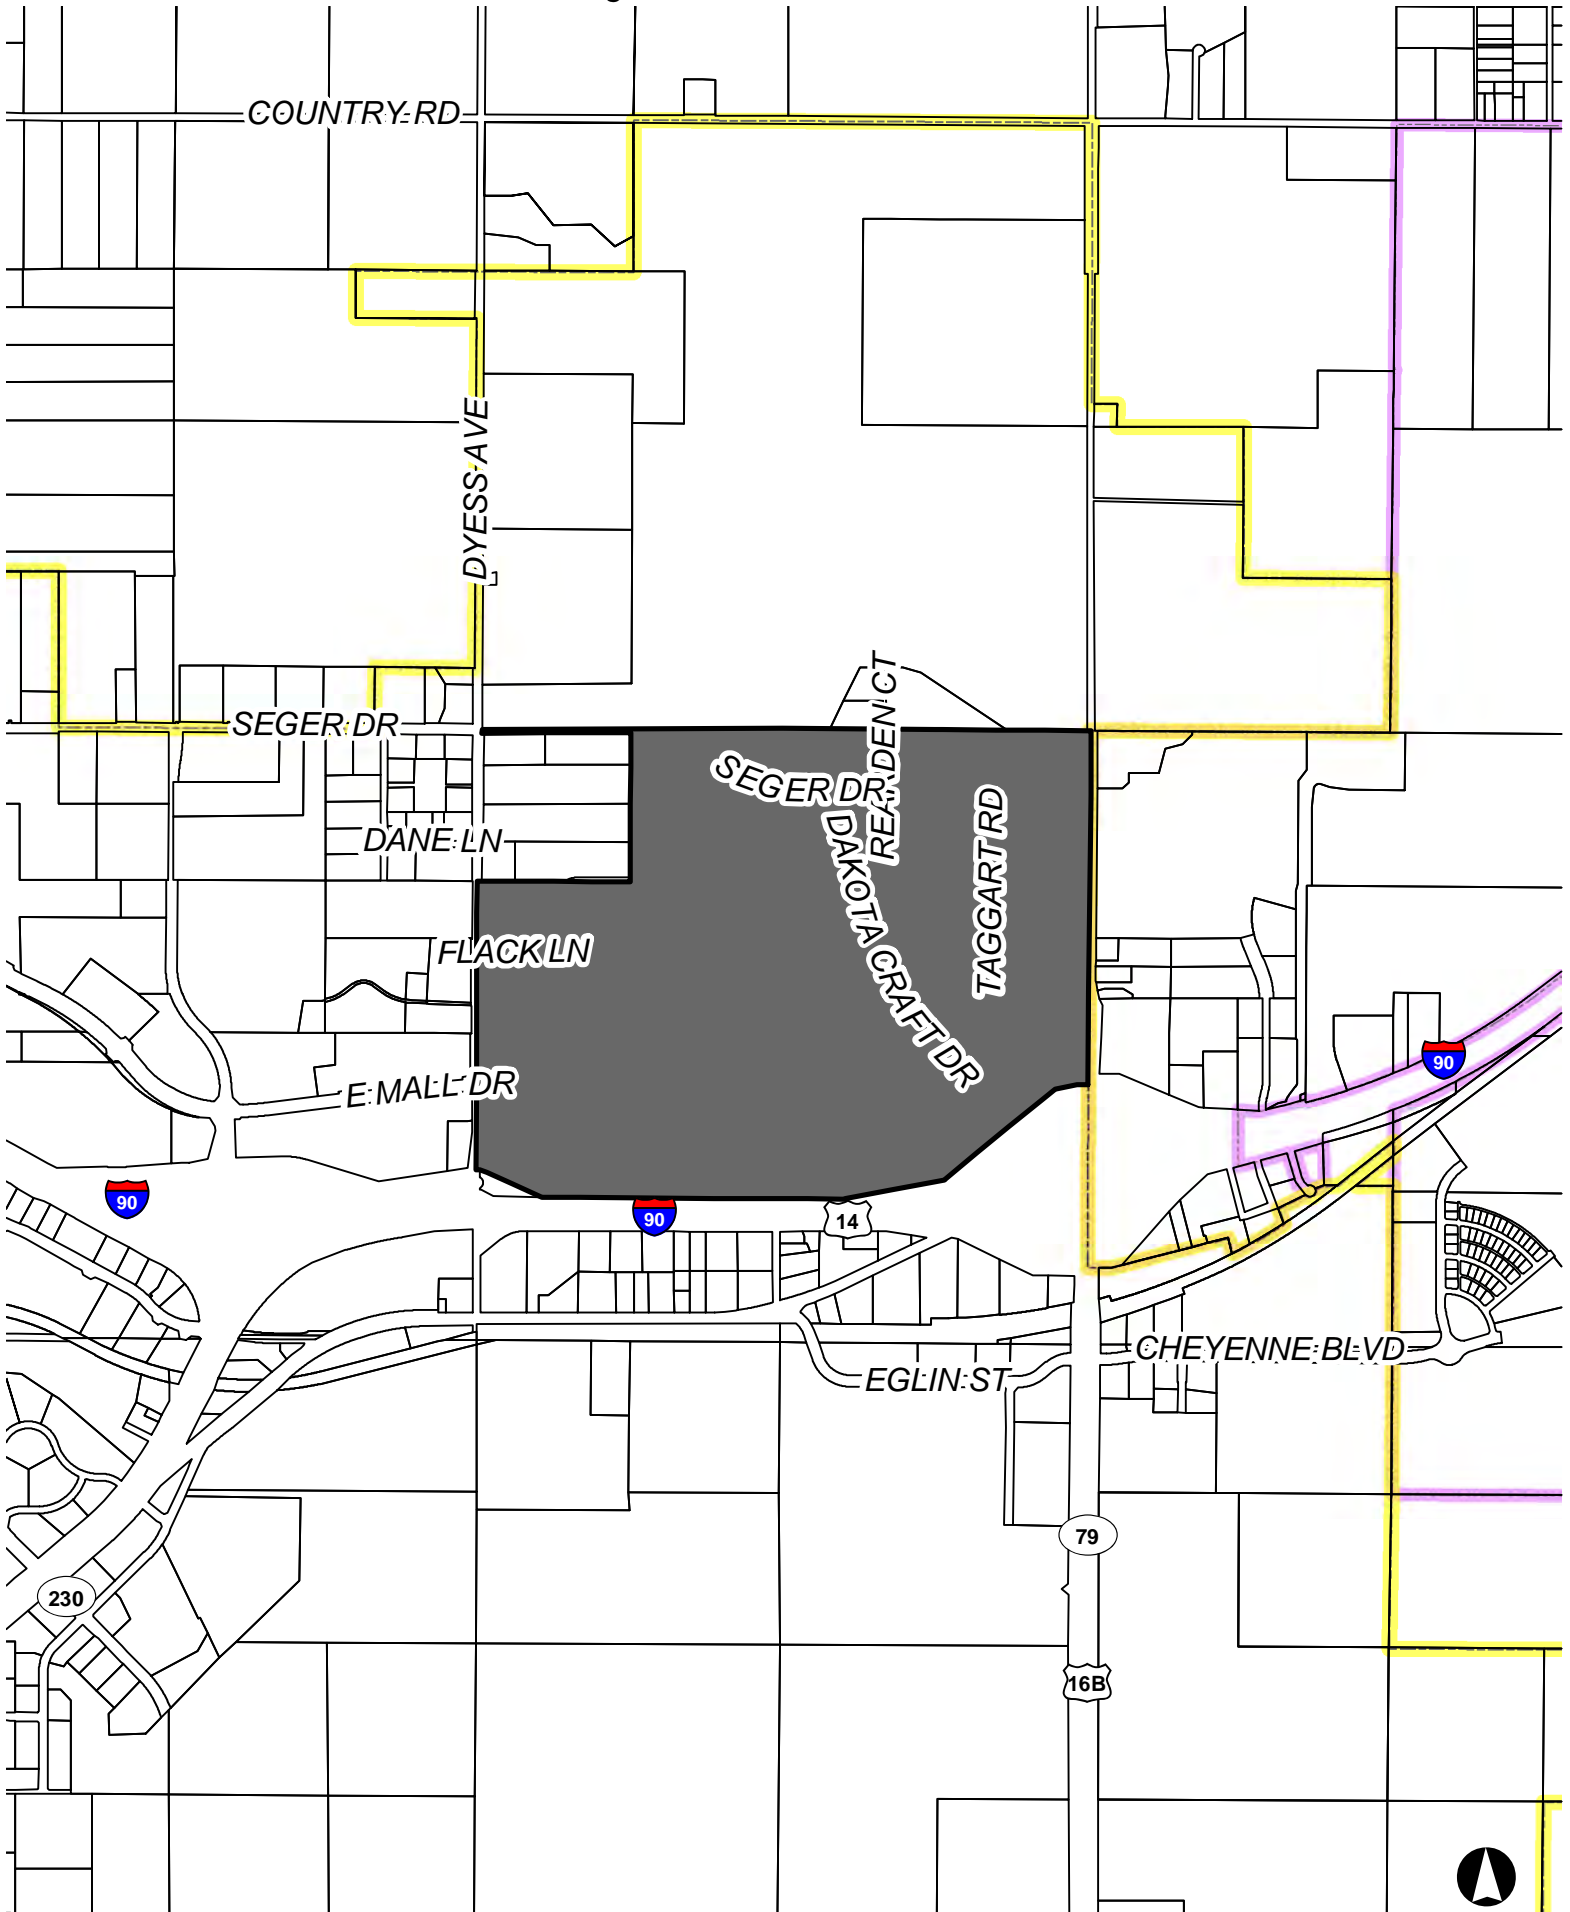 COUNTRY RD
DYESS AVE
SEGER DR
REARDEN CT
SEGER DR
TAGGART RD
DANE LN
DAKOTA CRAFT DR
FLACK LN
E MALL DR
90
90
90
14
CHEYENNE BLVD
EGLIN ST
79
230
16B